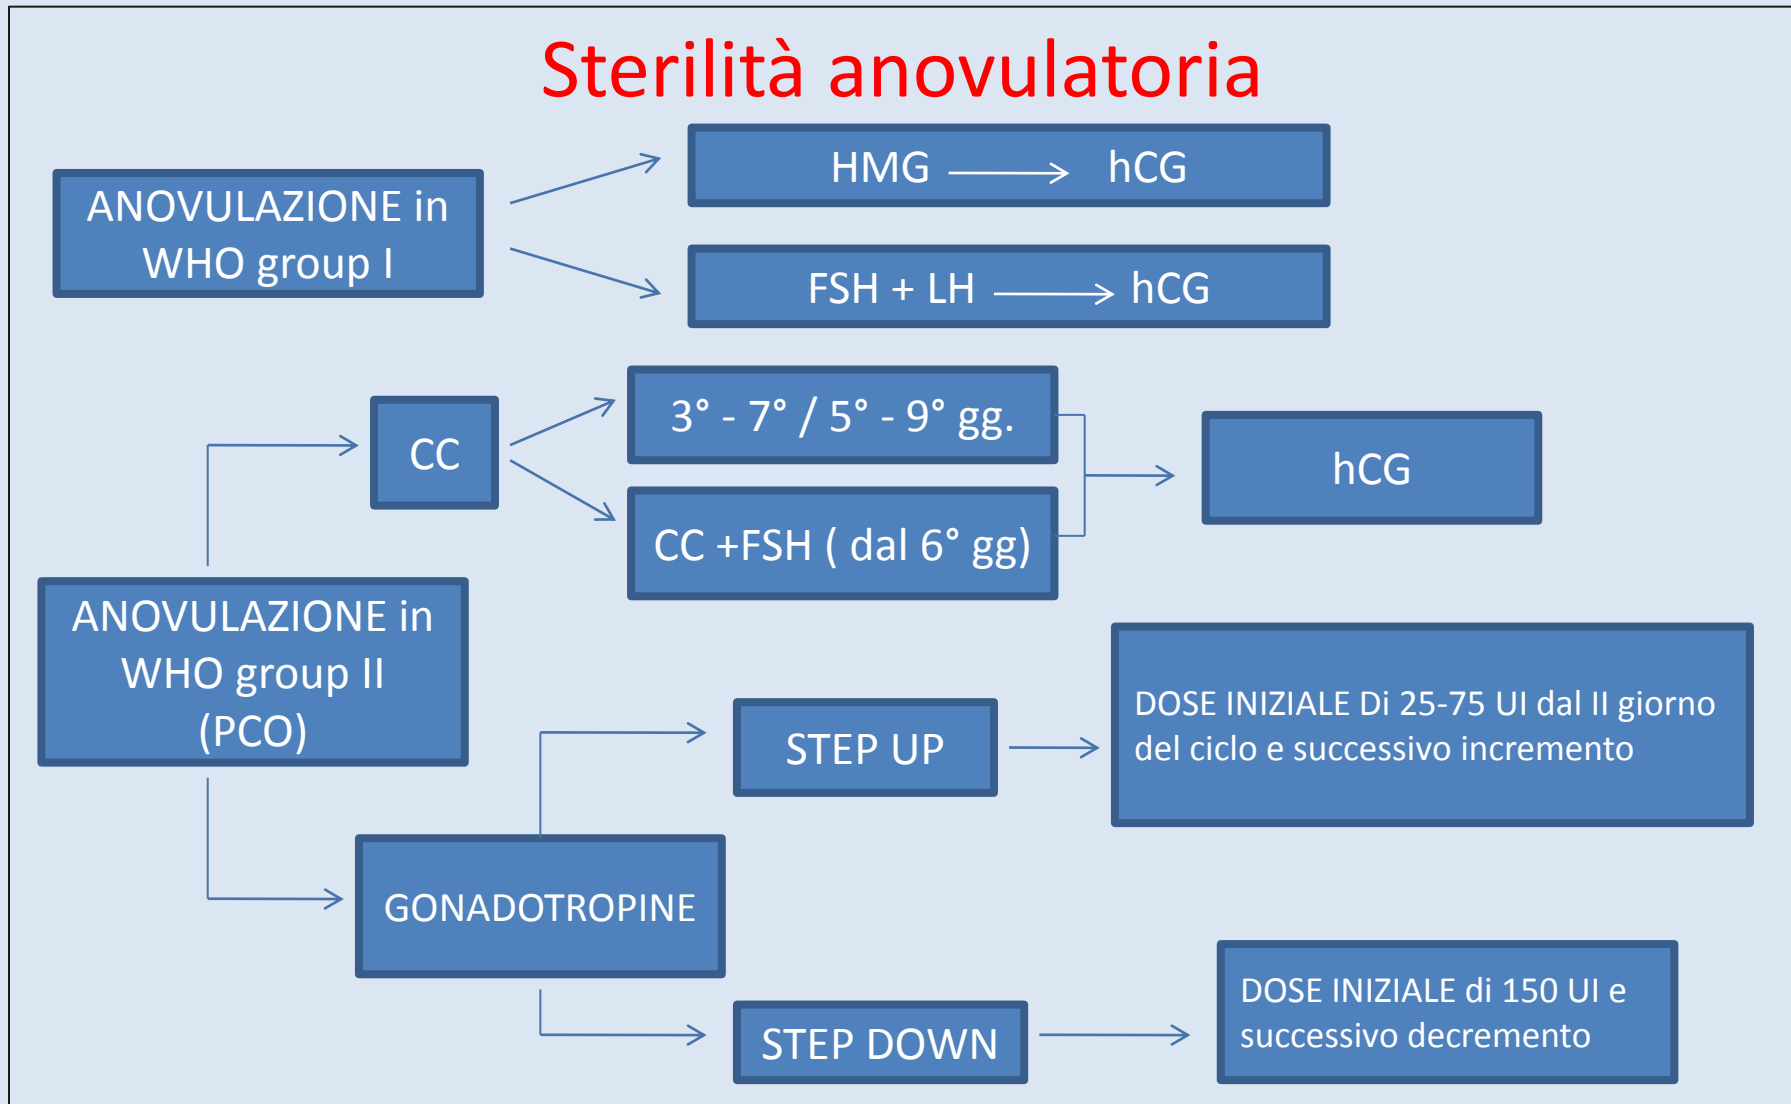 Sterilità anovulatoria
ANOVULAZIONE in
WHO group I
HMG hCG
FSH + LH hCG
CC
3° - 7° / 5° - 9° gg.
CC +FSH ( dal 6° gg)
hCG
ANOVULAZIONE in
WHO group II
(PCO)
GONADOTROPINE
STEP UP
DOSE INIZIALE Di 25-75 UI dal II giorno
del ciclo e successivo incremento
STEP DOWN
DOSE INIZIALE di 150 UI e
successivo decremento